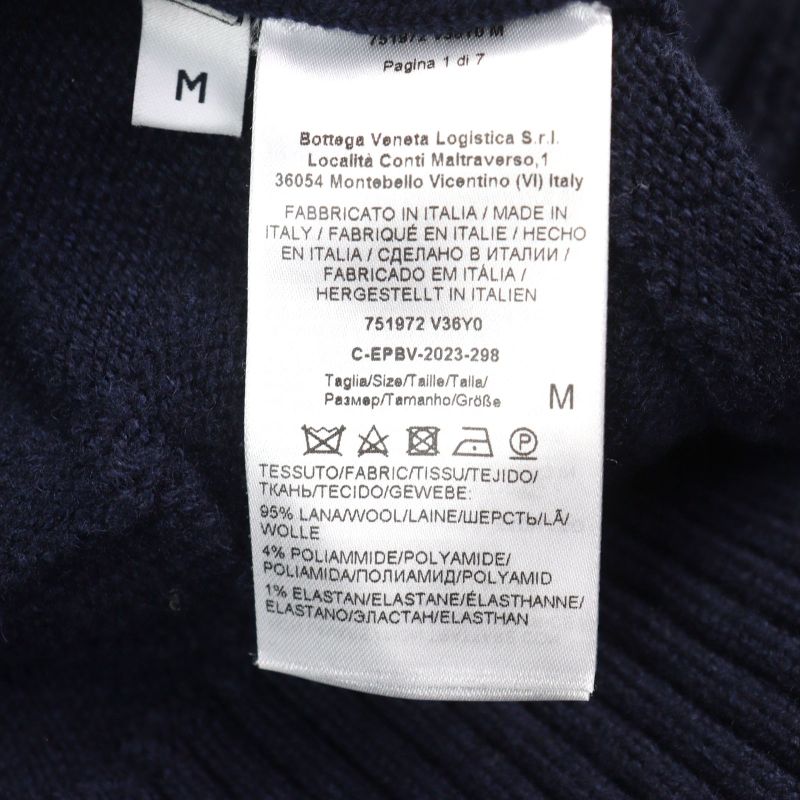 M
751972 V36Y0 M
Pagina 1 di 7
Bottega Veneta Logistica S.r.l.
Località Conti Maltraverso,1
36054 Montebello Vicentino (VI) Italy
FABBRICATO IN ITALIA / MADE IN
ITALY / FABRIQUÉ EN ITALIE / HECHO
EN ITALIA / СДЕЛАНО В ИТАЛИИ /
FABRICADO EM ITÁLIA /
HERGESTELLT IN ITALIEN
751972 V36Y0
C-EPBV-2023-298
Taglia/Size/Taille/Talla/
Размер/Tamanho/Größe M
TESSUTO/FABRIC/TISSU/TEJIDO/
ТКАНЬ/TECIDO/GEWEBE:
95% LANA/WOOL/LAINE/ШЕРСТЬ/LÃ/
WOLLE
4% POLIAMMIDE/POLYAMIDE/
POLIAMIDA/ПОЛИАМИД/POLYAMID
1% ELASTAN/ELASTANE/ÉLASTHANNE/
ELASTANO/ЭЛАСТАН/ELASTHAN